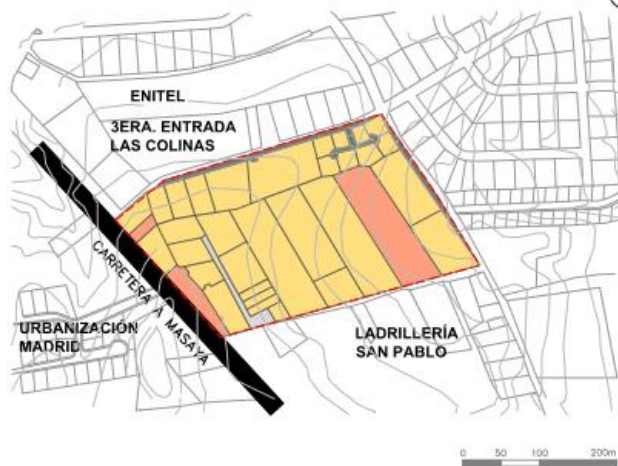 ENITEL
3ERA. ENTRADA
LAS COLINAS
CARRETERA A MASAYA
URBANIZACIÓN
MADRID
LADRILLERÍA
SAN PABLO
0 50 100 200m